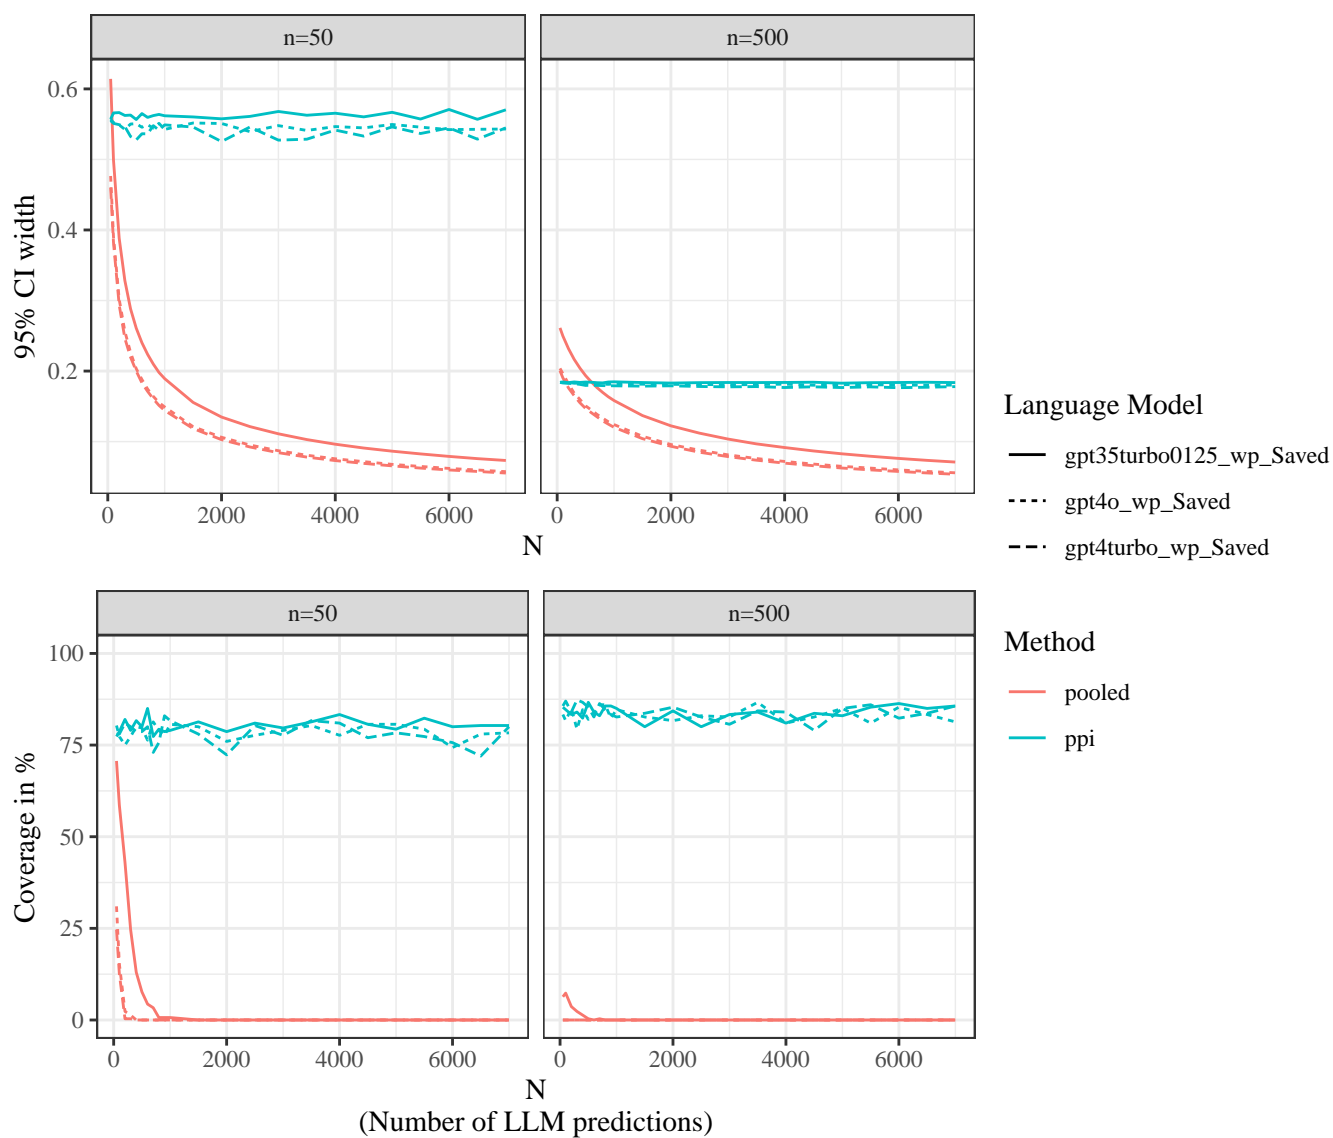 n=50
n=500
0.6
0.4
0.2
95% CI width
0
2000
4000
6000
0
2000
4000
6000
N
n=50
n=500
100
75
50
25
0
Coverage in %
0
2000
4000
6000
0
2000
4000
6000
N
(Number of LLM predictions)
Language Model
gpt35turbo0125_wp_Saved
gpt4o_wp_Saved
gpt4turbo_wp_Saved
Method
pooled
ppi